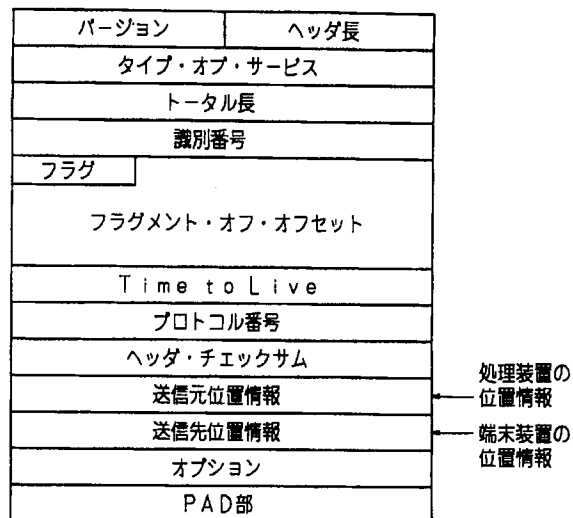 バージョン
ヘッダ長
タイプ・オブ・サービス
トータル長
識別番号
フラグ
フラグメント・オフ・オフセット
Time to Live
プロトコル番号
ヘッダ・チェックサム
送信元位置情報
処理装置の
位置情報
送信先位置情報
端末装置の
位置情報
オプション
PAD部